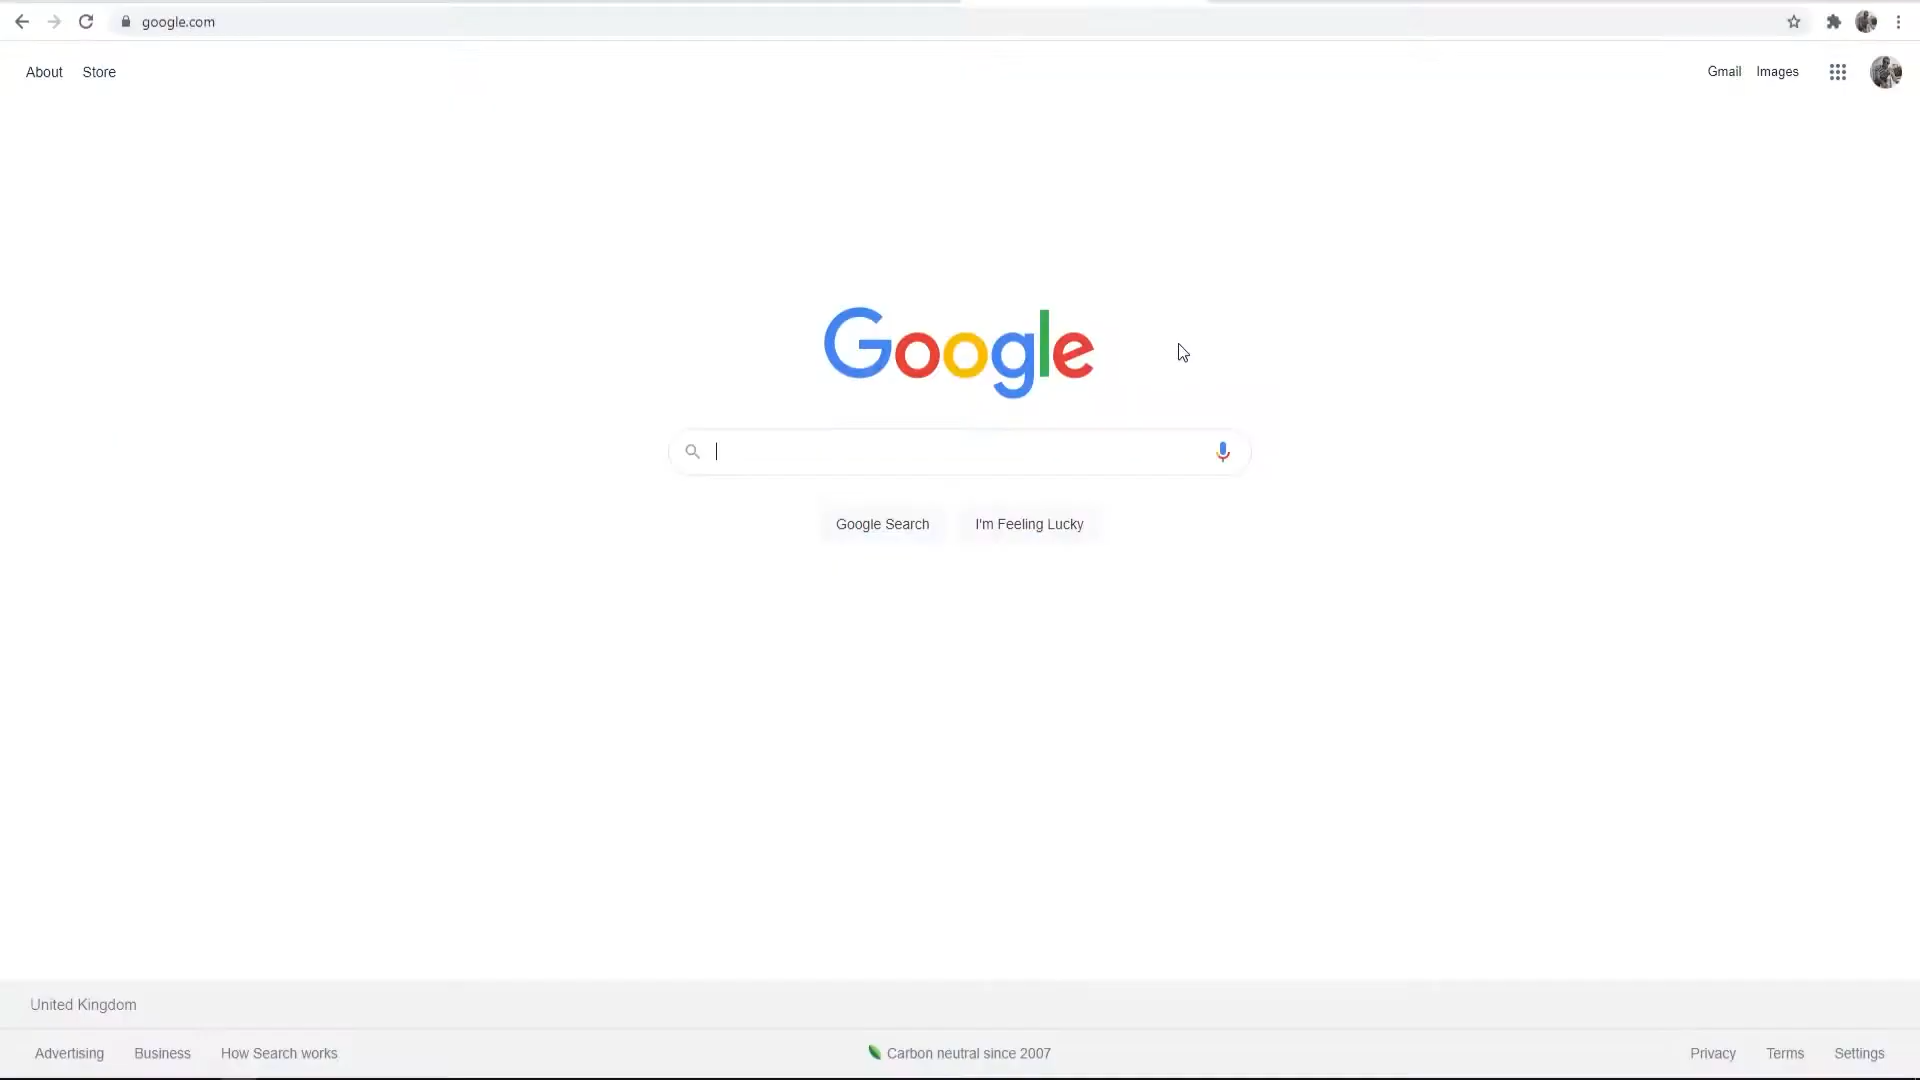 google.com
About Store
Gmail Images
Google
Google Search I'm Feeling Lucky
United Kingdom
Advertising Business How Search works
Carbon neutral since 2007
Privacy Terms Settings